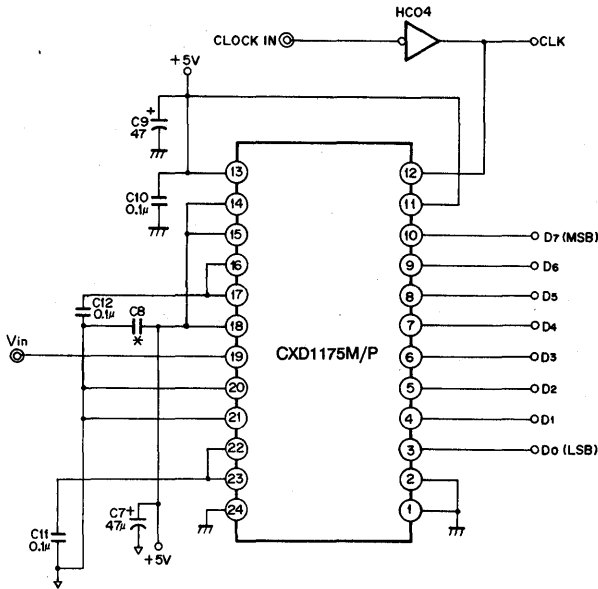 HC04
CLOCK IN
CLK
+5V
C9
+
47
C10
0.1μ
13
14
15
16
17
18
19
20
21
22
23
24
12
11
10
9
8
7
6
5
4
3
2
1
D7 (MSB)
D6
D5
D4
D3
D2
D1
D0 (LSB)
CXD1175M/P
C12
0.1μ
C8
*
Vin
C7
+
47μ
C11
0.1μ
+5V